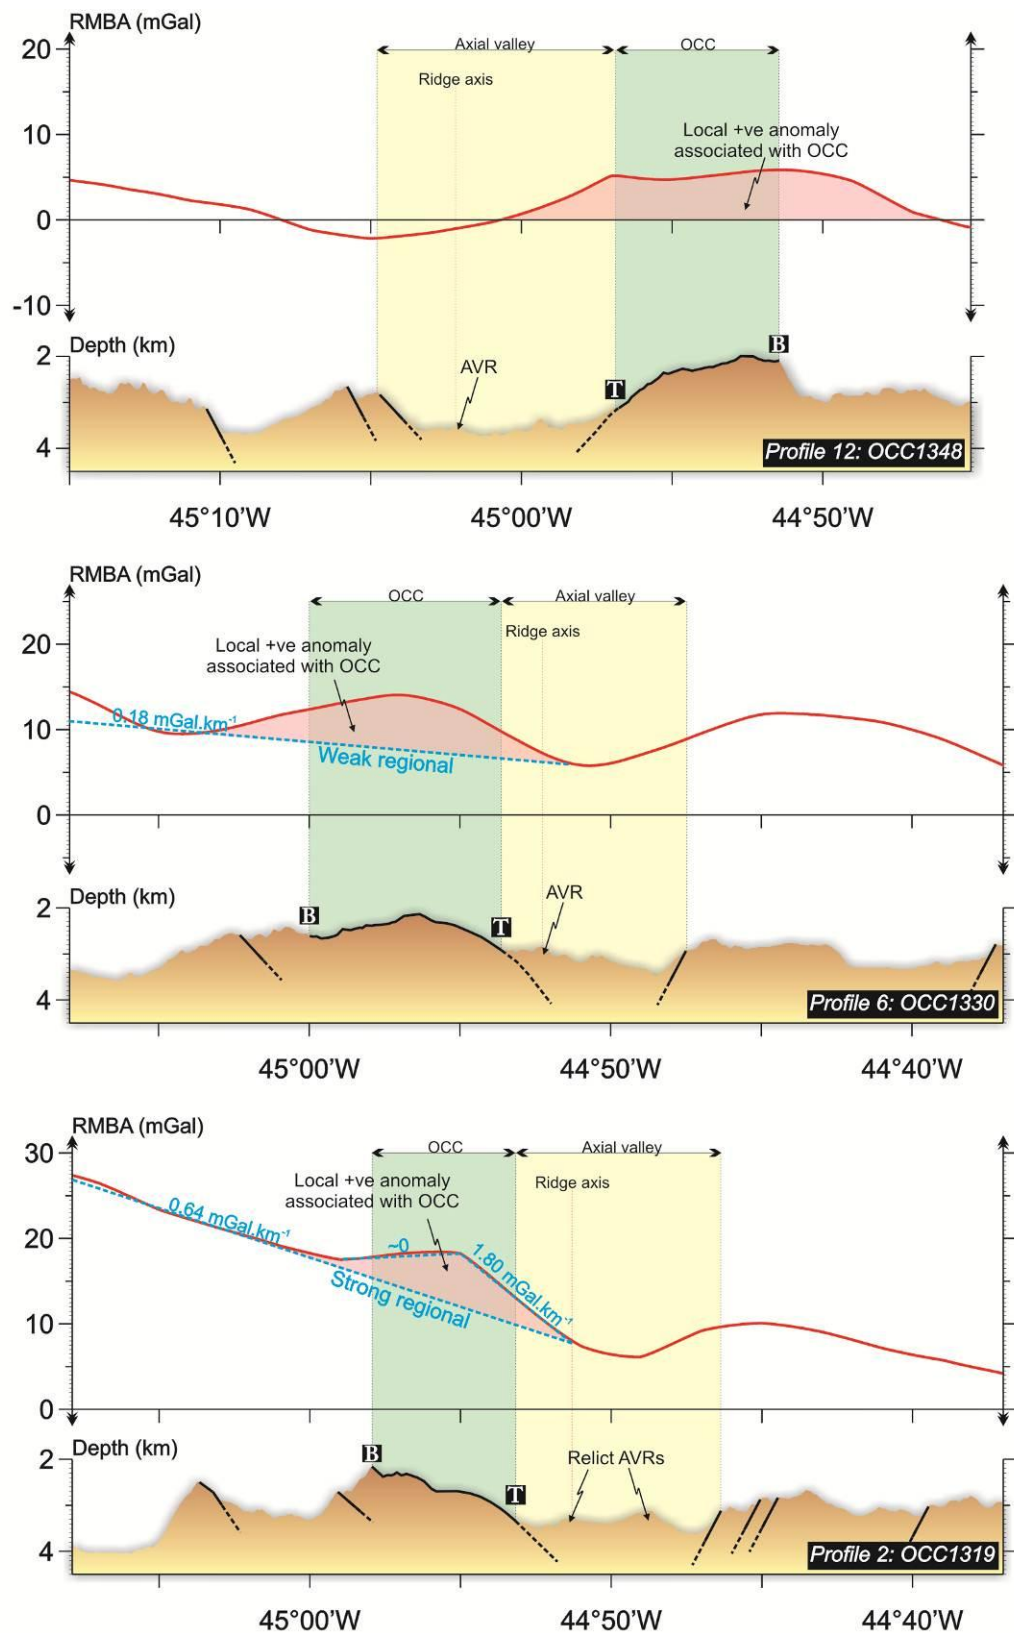 RMBA (mGal)
20
10
0
-10
Axial valley
OCC
Ridge axis
Local +ve anomaly
associated with OCC
Depth (km)
2
4
AVR
T
B
Profile 12: OCC1348
45°10'W
45°00'W
44°50'W
RMBA (mGal)
20
10
0
OCC
Axial valley
Ridge axis
Local +ve anomaly
associated with OCC
0.18 mGal.km⁻¹
Weak regional
Depth (km)
2
4
B
T
AVR
Profile 6: OCC1330
45°00'W
44°50'W
44°40'W
RMBA (mGal)
30
20
10
0
OCC
Axial valley
Ridge axis
Local +ve anomaly
associated with OCC
0.64 mGal.km⁻¹
~0
1.80 mGal.km⁻¹
Strong regional
Depth (km)
2
4
B
T
Relict AVRs
Profile 2: OCC1319
45°00'W
44°50'W
44°40'W